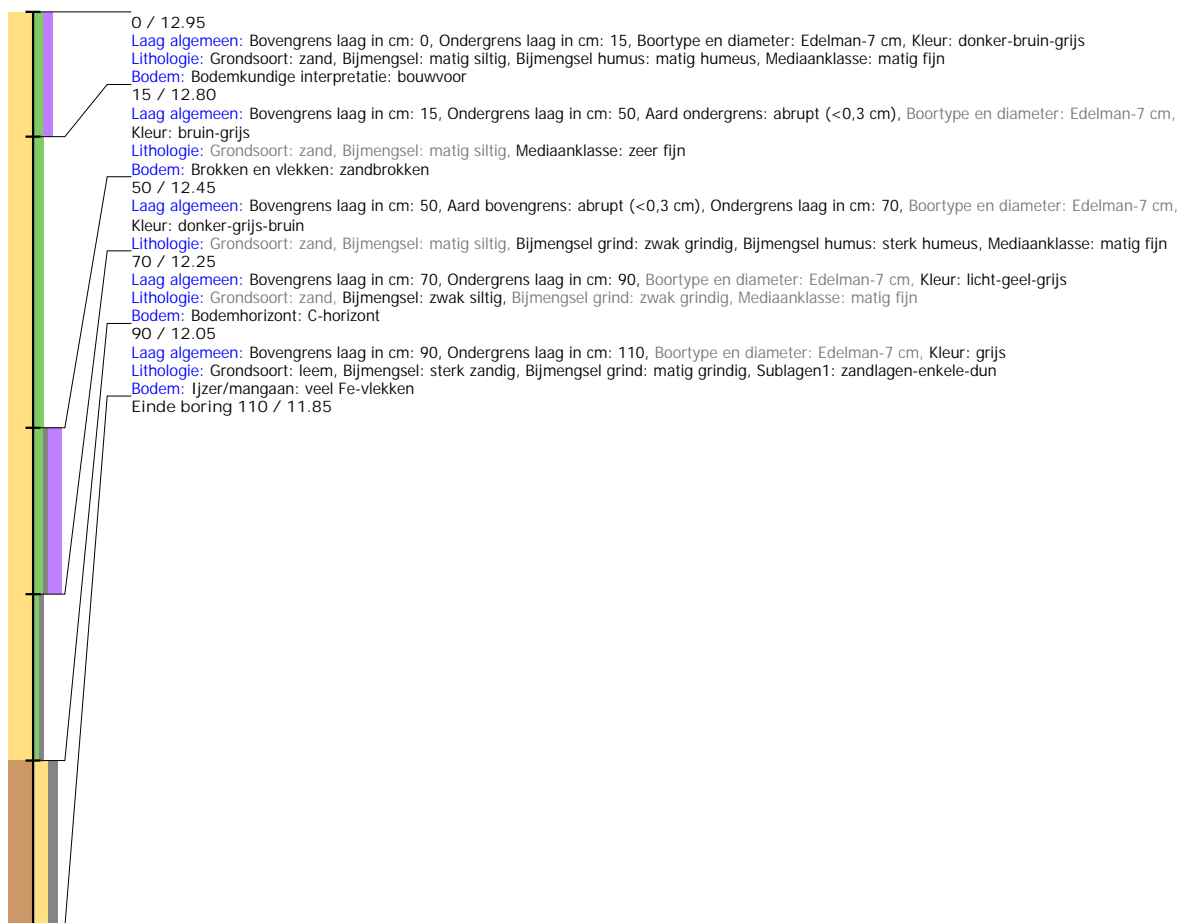 0 / 12.95
Laag algemeen: Bovengrens laag in cm: 0, Ondergrens laag in cm: 15, Boortype en diameter: Edelman-7 cm, Kleur: donker-bruin-grijs
Lithologie: Grondsoort: zand, Bijmengsel: matig siltig, Bijmengsel humus: matig humeus, Mediaanklasse: matig fijn
Bodem: Bodemkundige interpretatie: bouwvoor
15 / 12.80
Laag algemeen: Bovengrens laag in cm: 15, Ondergrens laag in cm: 50, Aard ondergrens: abrupt (<0,3 cm), Boortype en diameter: Edelman-7 cm,
Kleur: bruin-grijs
Lithologie: Grondsoort: zand, Bijmengsel: matig siltig, Mediaanklasse: zeer fijn
Bodem: Brokken en vlekken: zandbrokken
50 / 12.45
Laag algemeen: Bovengrens laag in cm: 50, Aard bovengrens: abrupt (<0,3 cm), Ondergrens laag in cm: 70, Boortype en diameter: Edelman-7 cm,
Kleur: donker-grijs-bruin
Lithologie: Grondsoort: zand, Bijmengsel: matig siltig, Bijmengsel grind: zwak grindig, Bijmengsel humus: sterk humeus, Mediaanklasse: matig fijn
70 / 12.25
Laag algemeen: Bovengrens laag in cm: 70, Ondergrens laag in cm: 90, Boortype en diameter: Edelman-7 cm, Kleur: licht-geel-grijs
Lithologie: Grondsoort: zand, Bijmengsel: zwak siltig, Bijmengsel grind: zwak grindig, Mediaanklasse: matig fijn
Bodem: Bodemhorizont: C-horizont
90 / 12.05
Laag algemeen: Bovengrens laag in cm: 90, Ondergrens laag in cm: 110, Boortype en diameter: Edelman-7 cm, Kleur: grijs
Lithologie: Grondsoort: leem, Bijmengsel: sterk zandig, Bijmengsel grind: matig grindig, Sublagen1: zandlagen-enkele-dun
Bodem: Ijzer/mangaan: veel Fe-vlekken
Einde boring 110 / 11.85